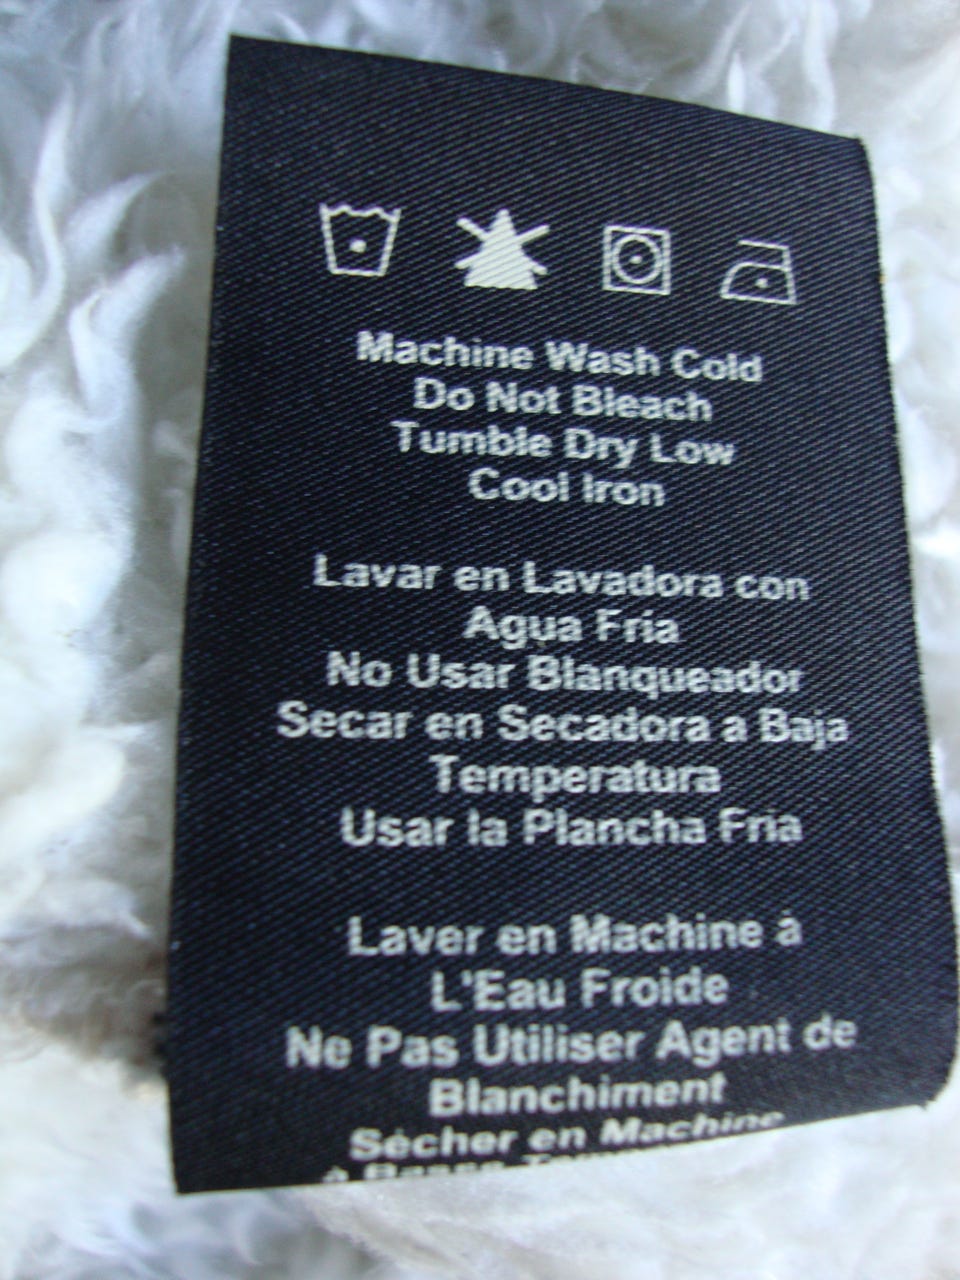 Machine Wash Cold
Do Not Bleach
Tumble Dry Low
Cool Iron
Lavar en Lavadora con
Agua Fría
No Usar Blanqueador
Secar en Secadora a Baja
Temperatura
Usar la Plancha Fria
Laver en Machine à
L'Eau Froide
Ne Pas Utiliser Agent de
Blanchiment
Sécher en Machine
à Basse